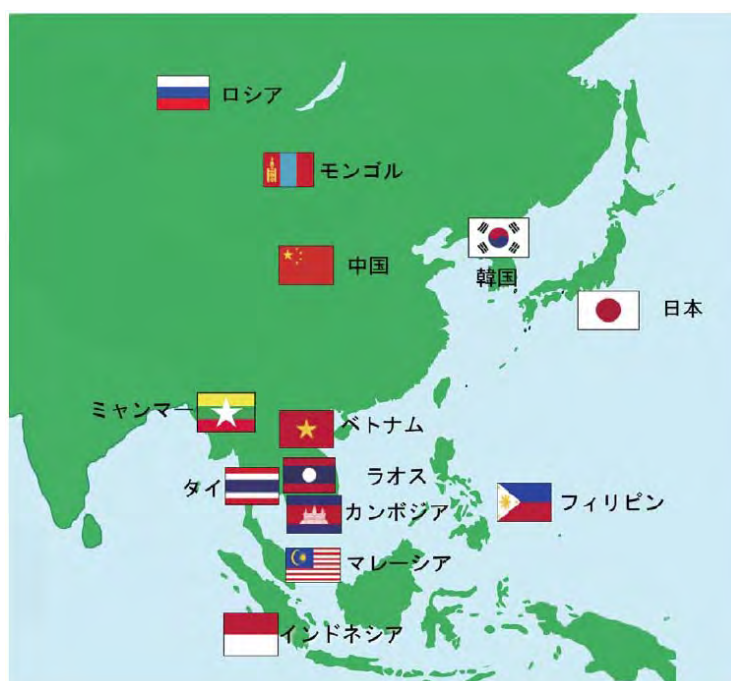 ロシア
モンゴル
中国
韓国
日本
ミャンマー
ベトナム
タイ
ラオス
カンボジア
フィリピン
マレーシア
インドネシア